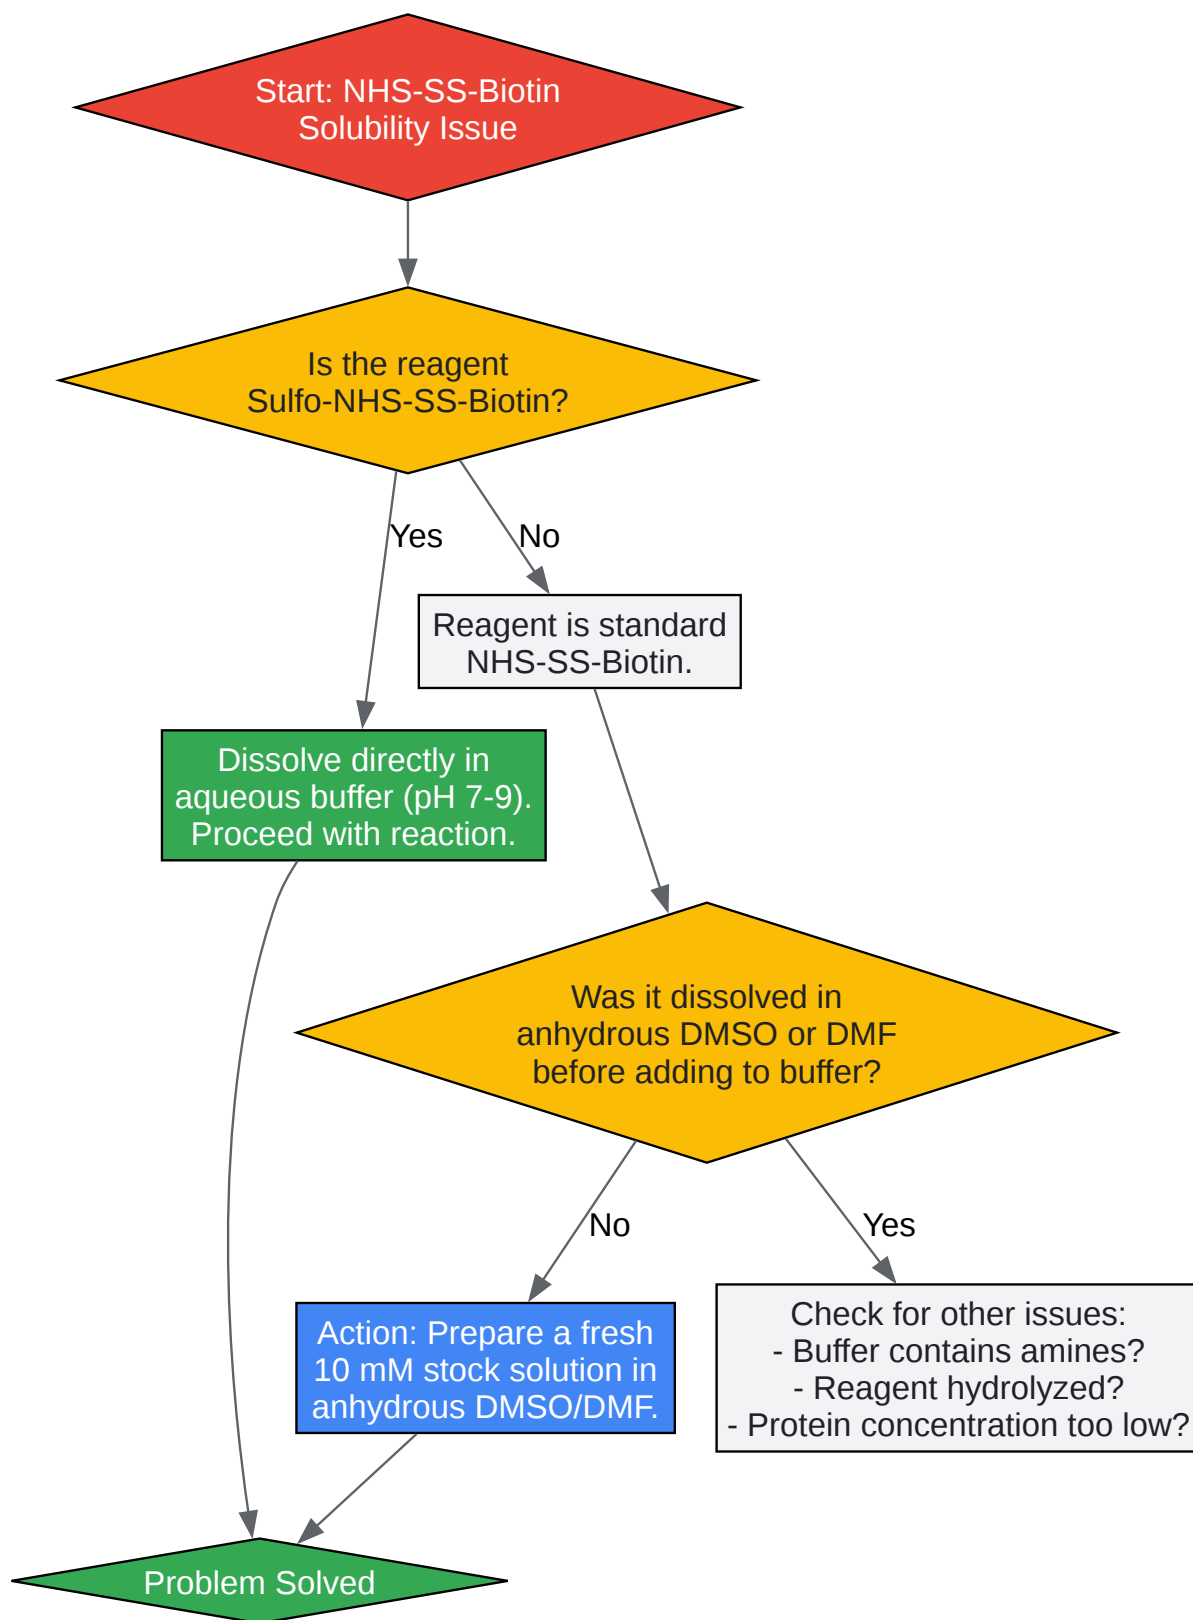 Start: NHS-SS-Biotin
Solubility Issue
Is the reagent
Sulfo-NHS-SS-Biotin?
Yes
No
Reagent is standard
NHS-SS-Biotin.
Dissolve directly in
aqueous buffer (pH 7-9).
Proceed with reaction.
Was it dissolved in
anhydrous DMSO or DMF
before adding to buffer?
No
Yes
Action: Prepare a fresh
10 mM stock solution in
anhydrous DMSO/DMF.
Check for other issues:
- Buffer contains amines?
- Reagent hydrolyzed?
- Protein concentration too low?
Problem Solved